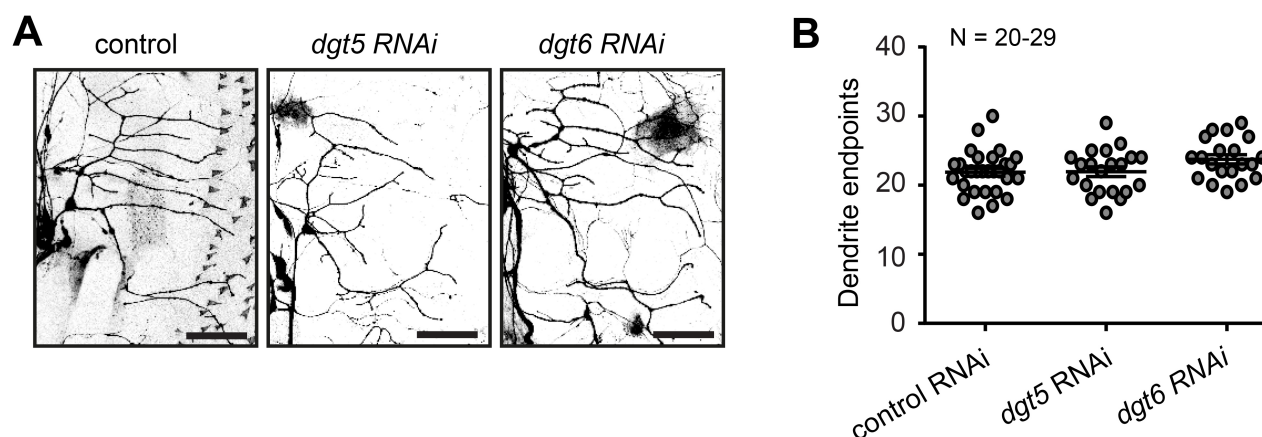 A
control
dgt5 RNAi
dgt6 RNAi
B
N = 20-29
Dendrite endpoints
40
30
20
10
0
control RNAi
dgt5 RNAi
dgt6 RNAi